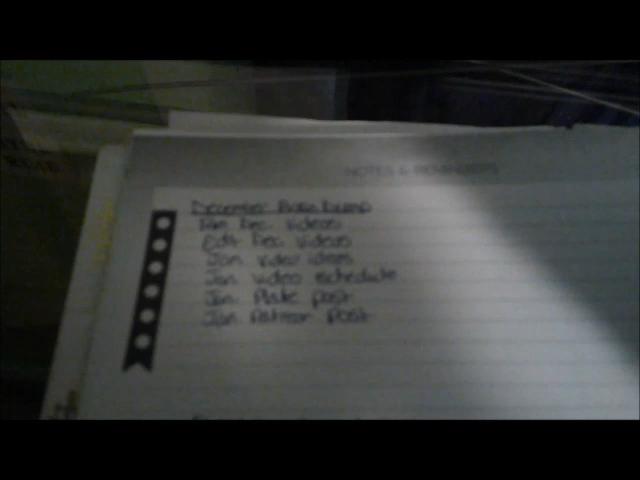 NOTES & REMINDERS
December Brain Dump
Film Dec. videos
Edit Dec. videos
Jan. video ideas
Jan. video schedule
Jan. Plate post
Jan. Patreon post